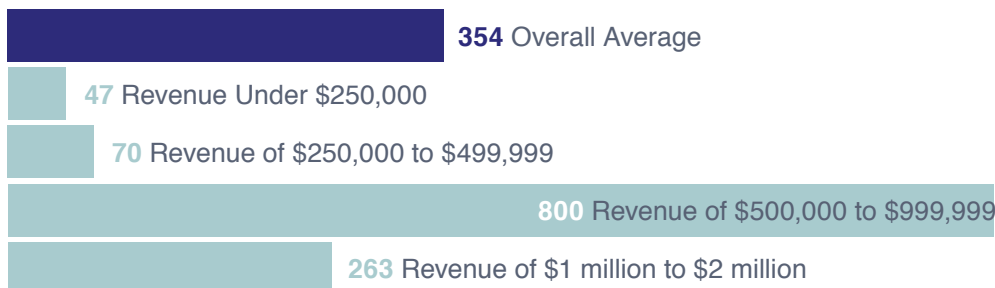 354 Overall Average
47 Revenue Under $250,000
70 Revenue of $250,000 to $499,999
800 Revenue of $500,000 to $999,999
263 Revenue of $1 million to $2 million